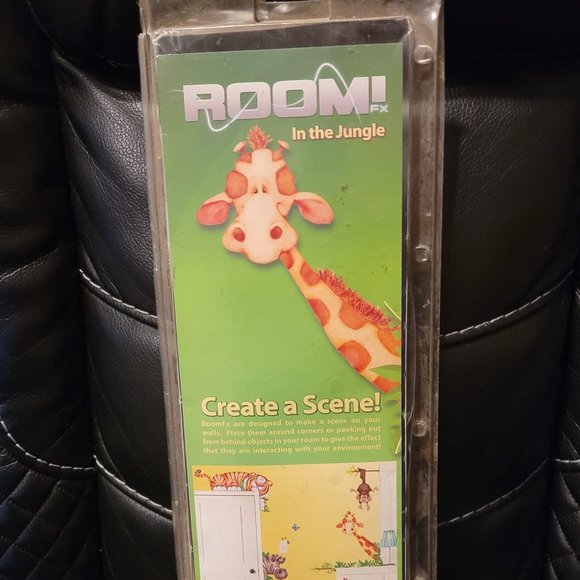 ROOM!
FX
In the Jungle
Create a Scene!
RoomFx are designed to make a scene on your
walls. Place them around corners or peeking out
from behind objects in your room to give the effect
that they are interacting with your environment!